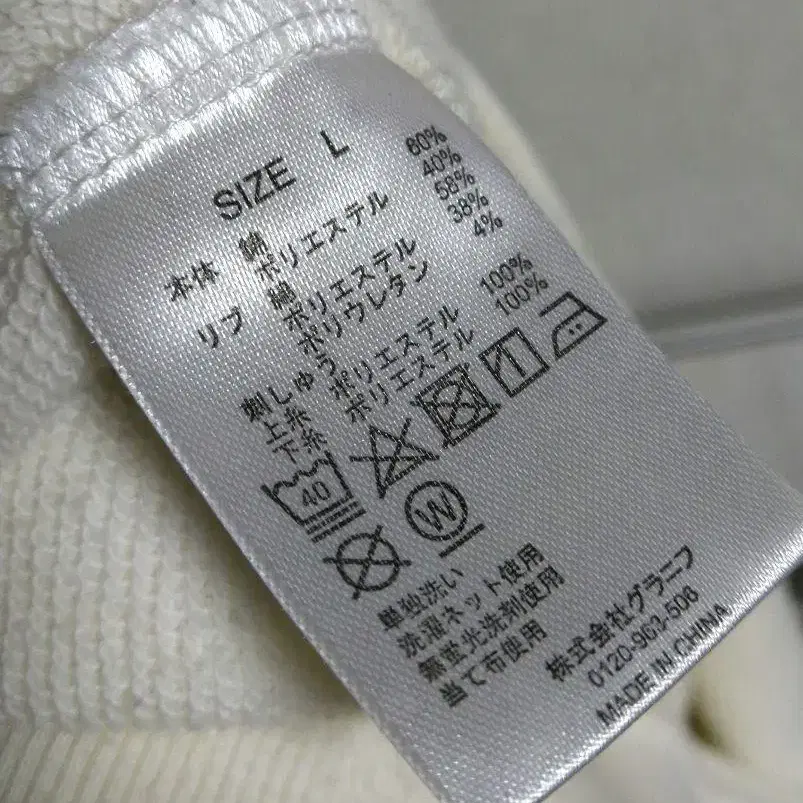 SIZE L
本体 綿 60%
ポリエステル 40%
リブ 綿 58%
ポリエステル 38%
ポリウレタン 4%
刺しゅう
上糸 ポリエステル 100%
下糸 ポリエステル 100%
40
W
単独洗い
洗濯ネット使用
無蛍光洗剤使用
当て布使用
株式会社グラニフ
0120-963-506
MADE IN CHINA